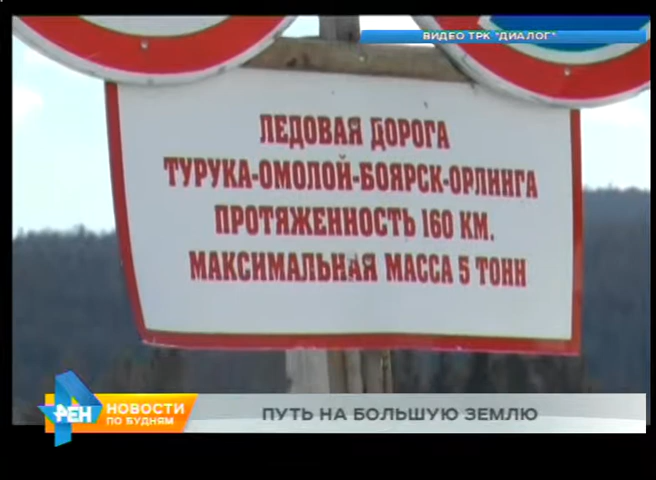 ВИДЕО ТРК "ДИАЛОГ"
ЛЕДОВАЯ ДОРОГА
ТУРУКА-ОМОЛОЙ-БОЯРСК-ОРЛИНГА
ПРОТЯЖЕННОСТЬ 160 КМ.
МАКСИМАЛЬНАЯ МАССА 5 ТОНН
РЕН НОВОСТИ
ПО БУДНЯМ
ПУТЬ НА БОЛЬШУЮ ЗЕМЛЮ